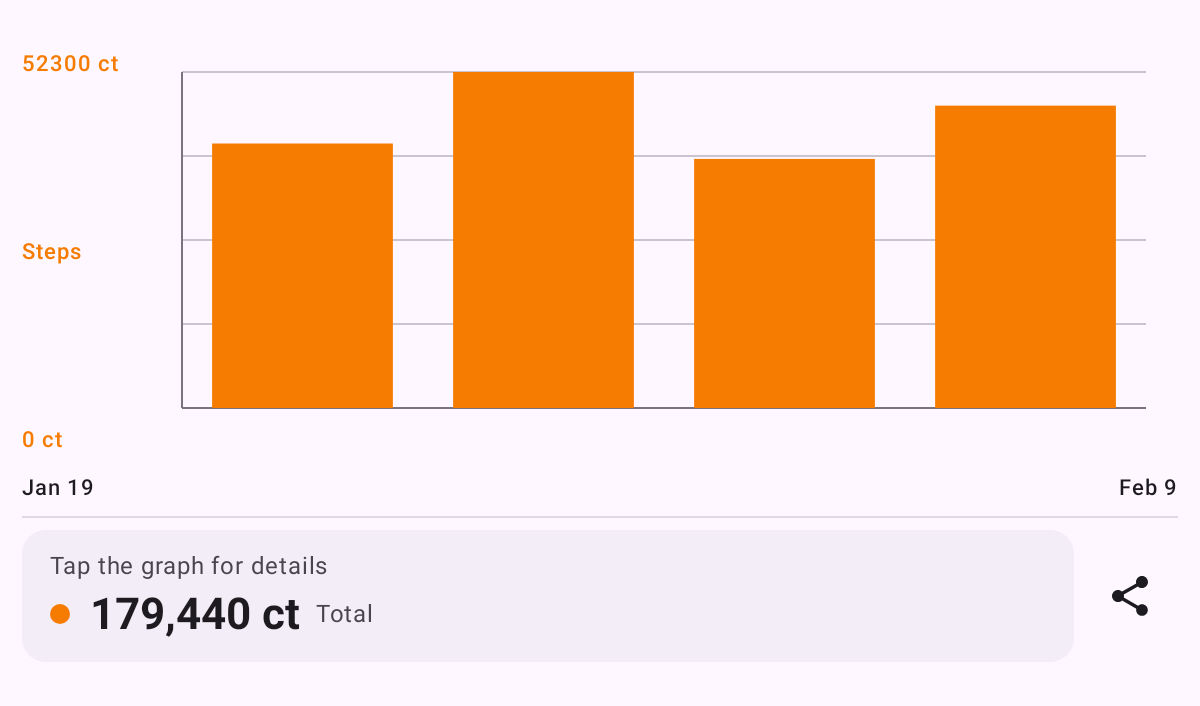 52300 ct
Steps
0 ct
Jan 19
Feb 9
Tap the graph for details
179,440 ct Total